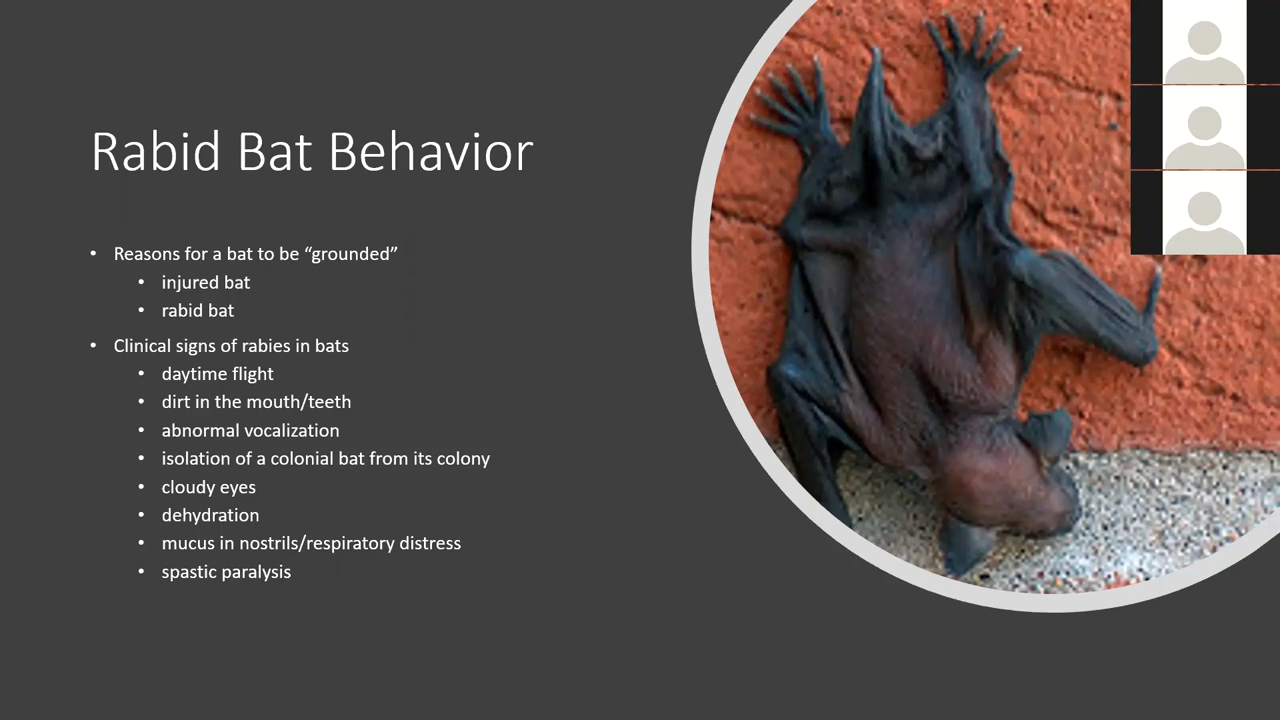 Rabid Bat Behavior
• Reasons for a bat to be “grounded”
• injured bat
• rabid bat
• Clinical signs of rabies in bats
• daytime flight
• dirt in the mouth/teeth
• abnormal vocalization
• isolation of a colonial bat from its colony
• cloudy eyes
• dehydration
• mucus in nostrils/respiratory distress
• spastic paralysis